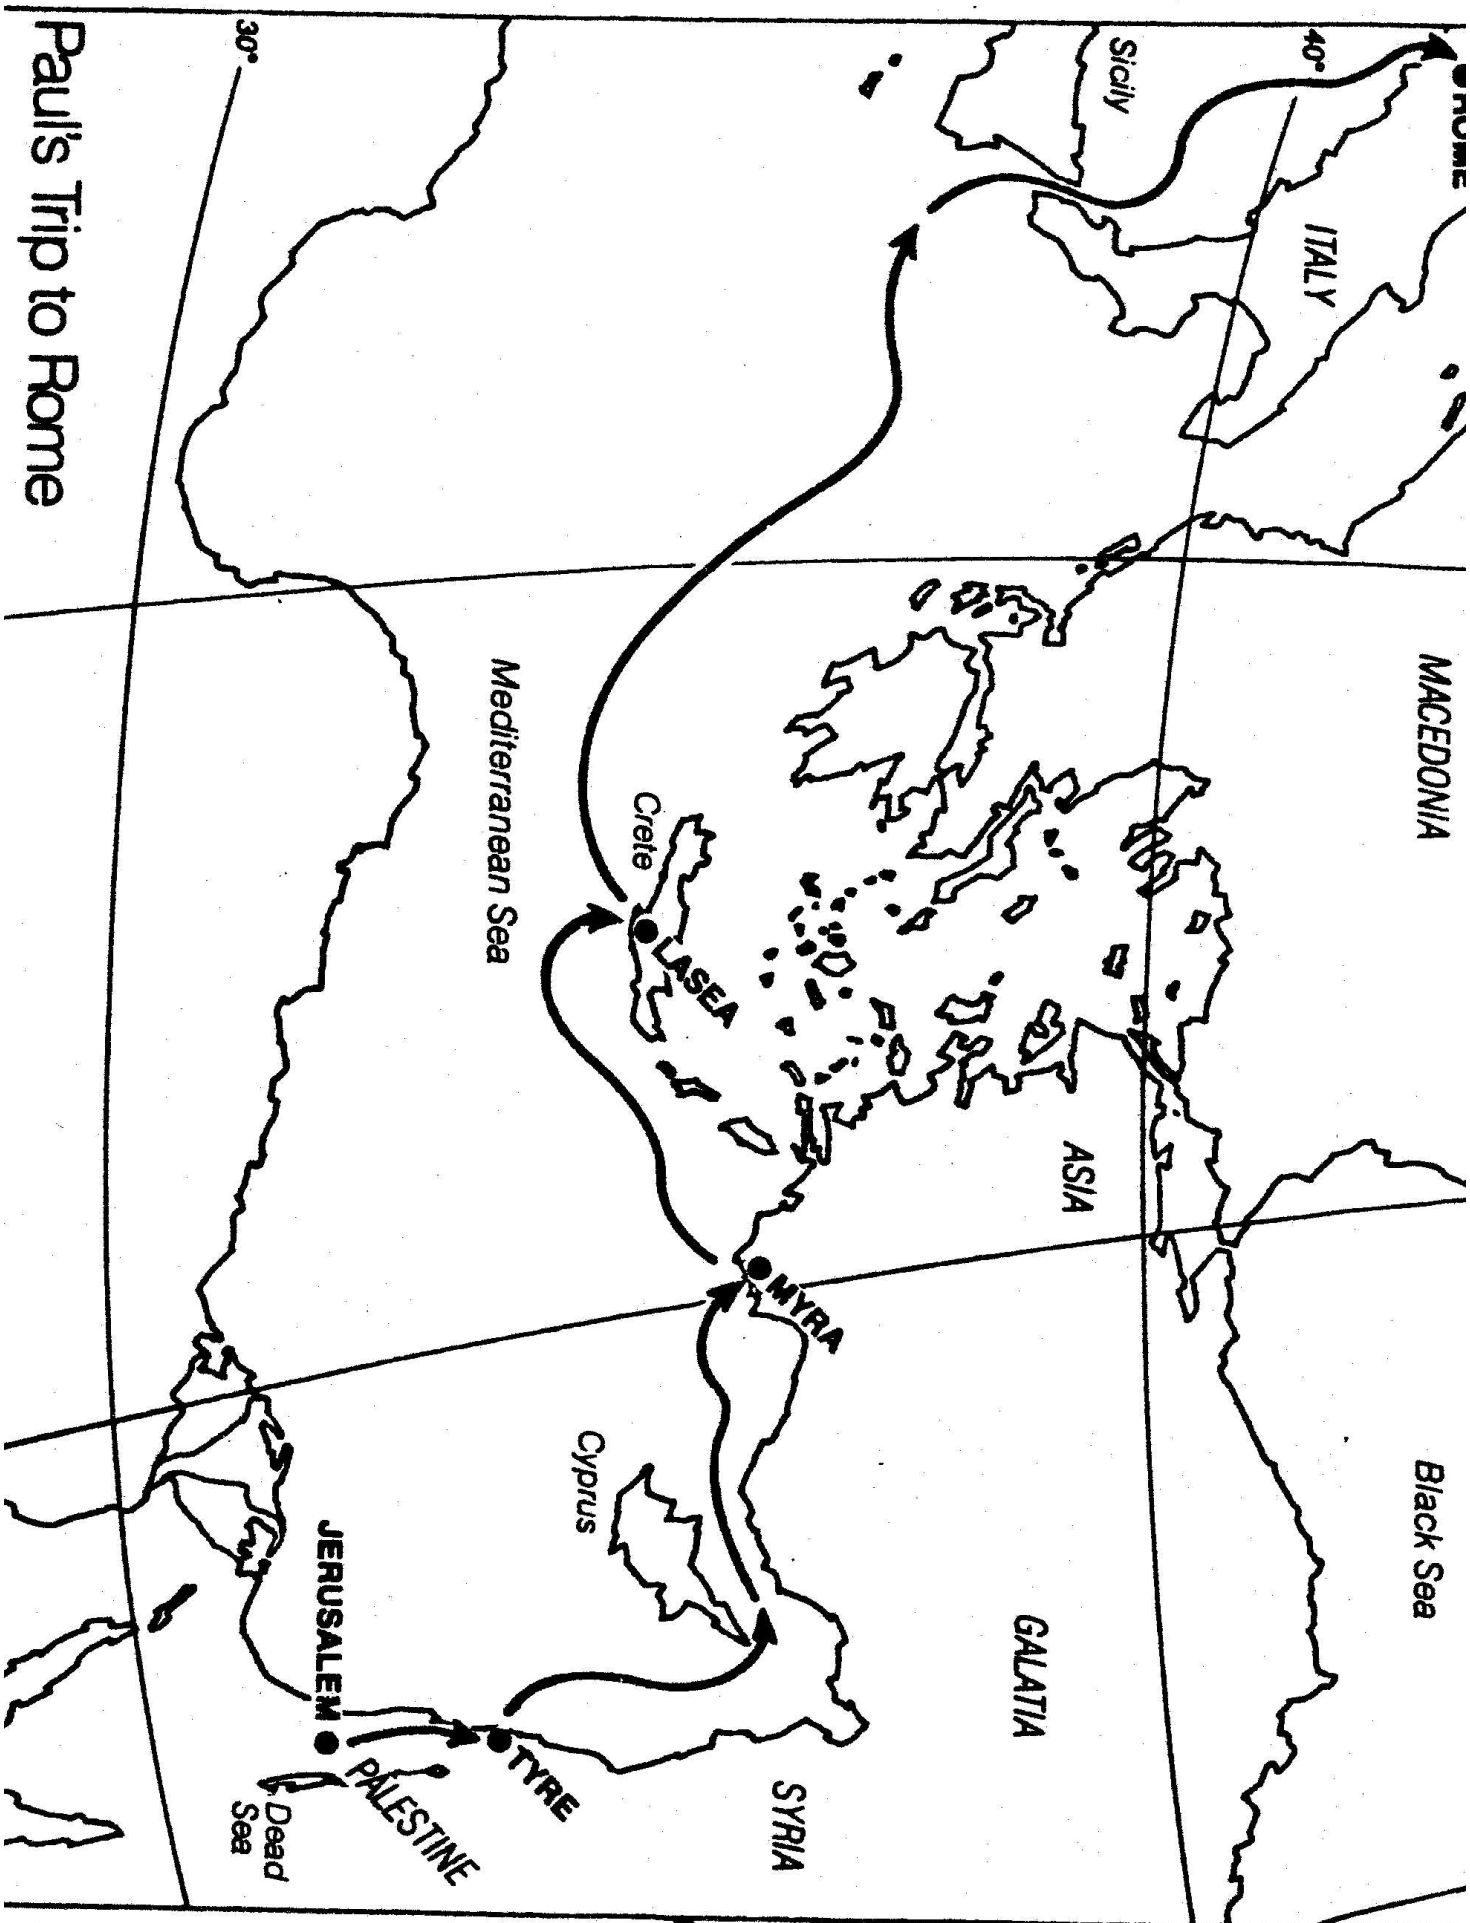 ROME
MACEDONIA
Black Sea
40°
ITALY
Sicily
ASIA
GALATIA
SYRIA
MYRA
LASEA
Crete
Cyprus
TYRE
Mediterranean Sea
PALESTINE
JERUSALEM
Dead
Sea
30°
Paul's Trip to Rome